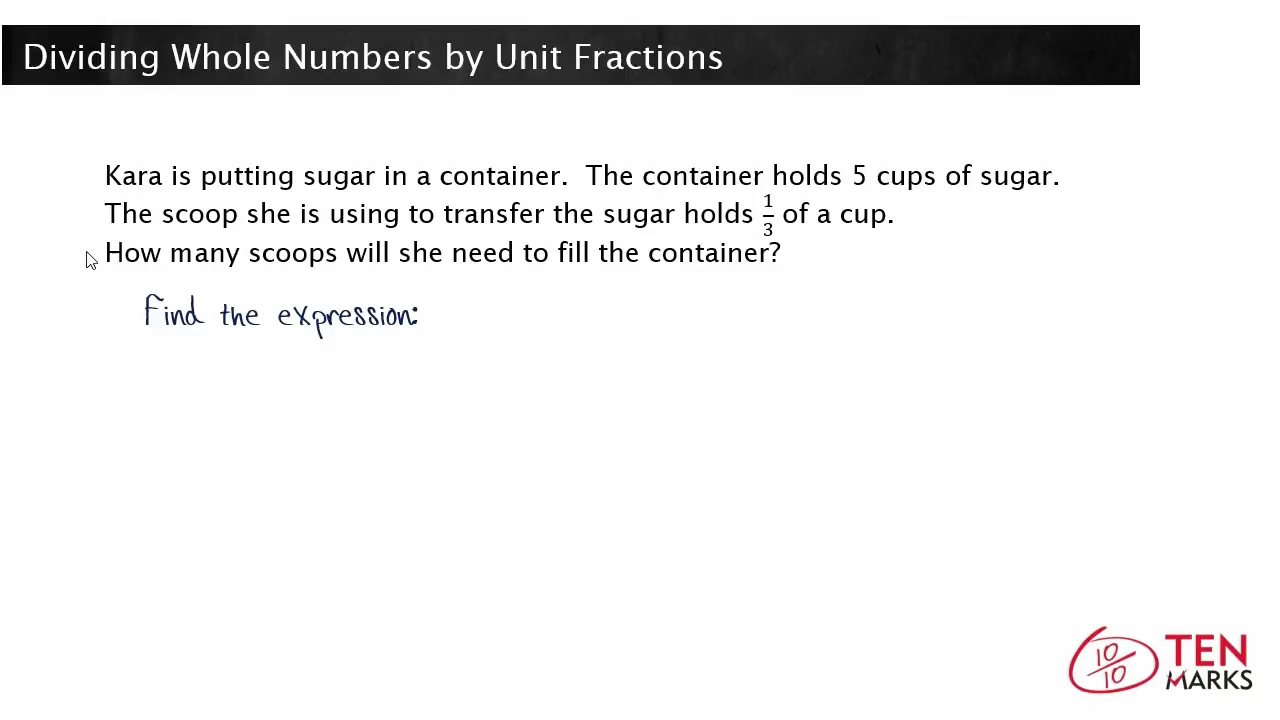 Dividing Whole Numbers by Unit Fractions
Kara is putting sugar in a container.  The container holds 5 cups of sugar.
The scoop she is using to transfer the sugar holds 1/3 of a cup.
How many scoops will she need to fill the container?
Find the expression:
10/10 TEN
MARKS